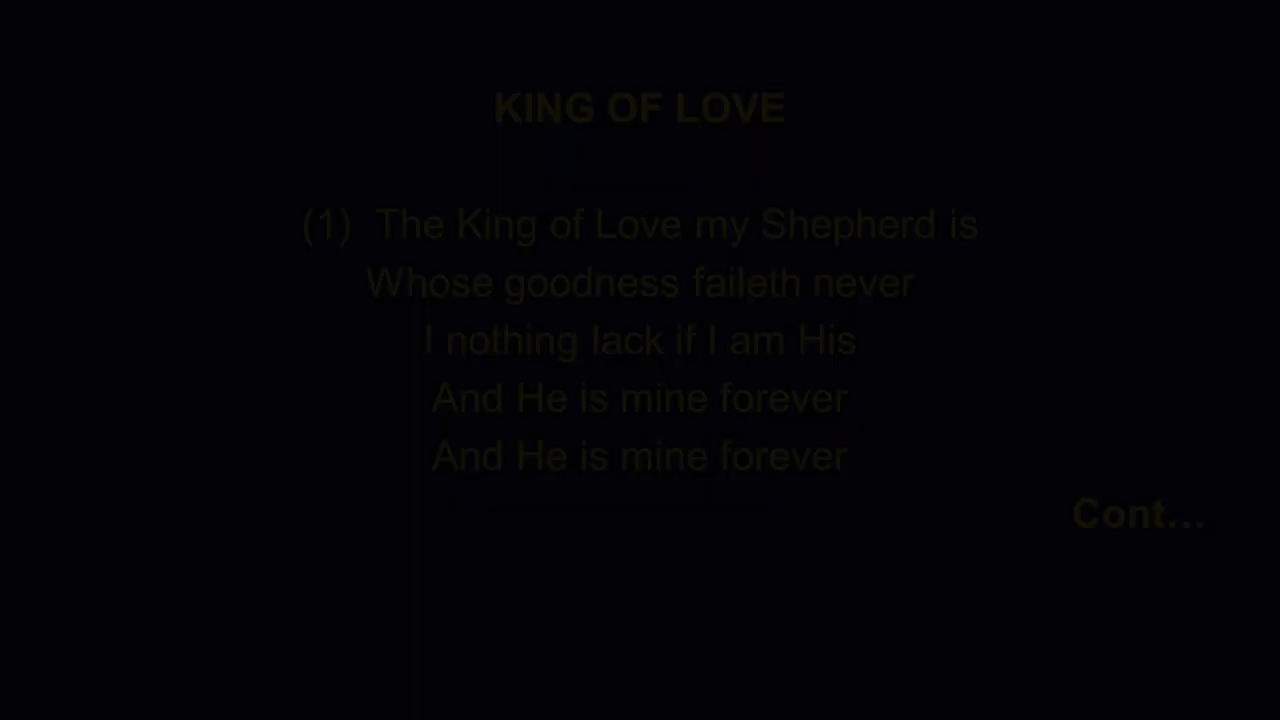 KING OF LOVE
(1) The King of Love my Shepherd is
Whose goodness faileth never
I nothing lack if I am His
And He is mine forever
And He is mine forever
Cont...